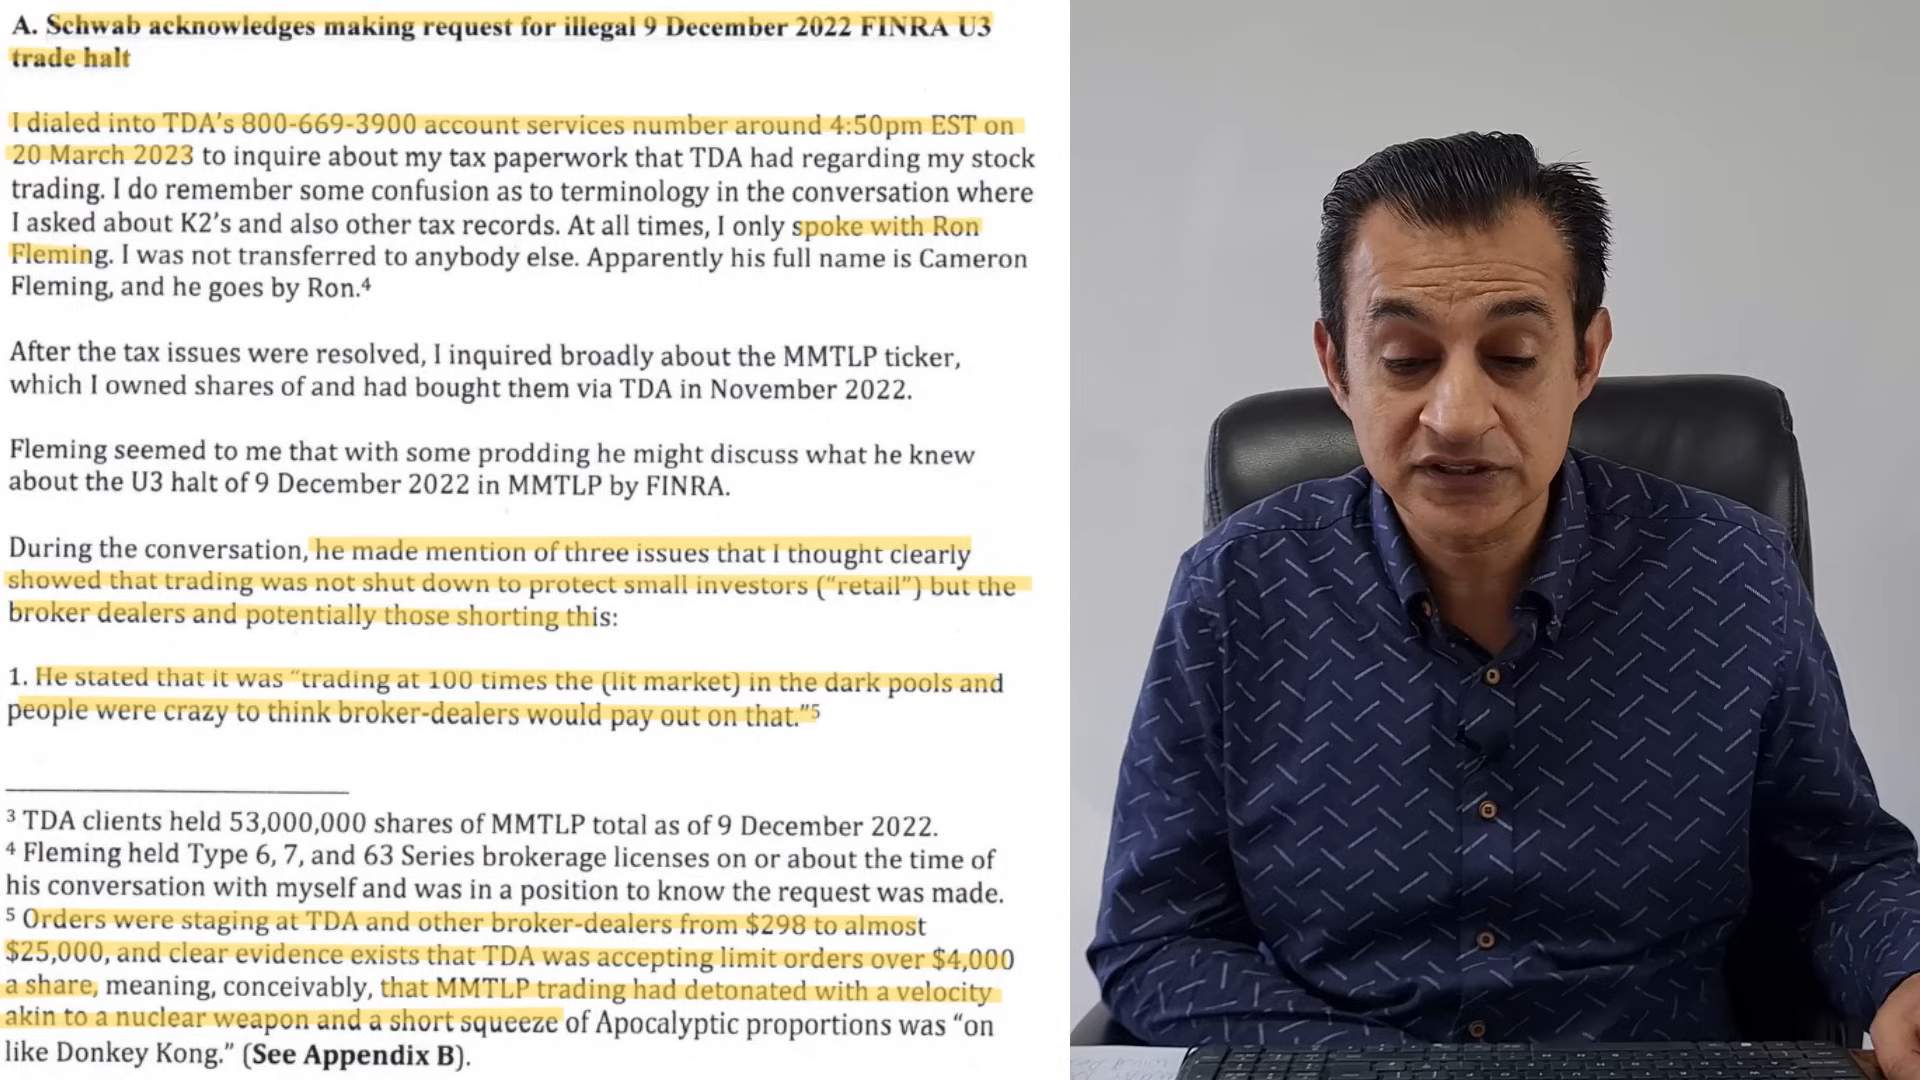 A. Schwab acknowledges making request for illegal 9 December 2022 FINRA U3
trade halt
I dialed into TDA's 800-669-3900 account services number around 4:50pm EST on
20 March 2023 to inquire about my tax paperwork that TDA had regarding my stock
trading. I do remember some confusion as to terminology in the conversation where
I asked about K2's and also other tax records. At all times, I only spoke with Ron
Fleming. I was not transferred to anybody else. Apparently his full name is Cameron
Fleming, and he goes by Ron.⁴
After the tax issues were resolved, I inquired broadly about the MMTLP ticker,
which I owned shares of and had bought them via TDA in November 2022.
Fleming seemed to me that with some prodding he might discuss what he knew
about the U3 halt of 9 December 2022 in MMTLP by FINRA.
During the conversation, he made mention of three issues that I thought clearly
showed that trading was not shut down to protect small investors ("retail") but the
broker dealers and potentially those shorting this:
1. He stated that it was "trading at 100 times the (lit market) in the dark pools and
people were crazy to think broker-dealers would pay out on that."⁵
³ TDA clients held 53,000,000 shares of MMTLP total as of 9 December 2022.
⁴ Fleming held Type 6, 7, and 63 Series brokerage licenses on or about the time of
his conversation with myself and was in a position to know the request was made.
⁵ Orders were staging at TDA and other broker-dealers from $298 to almost
$25,000, and clear evidence exists that TDA was accepting limit orders over $4,000
a share, meaning, conceivably, that MMTLP trading had detonated with a velocity
akin to a nuclear weapon and a short squeeze of Apocalyptic proportions was "on
like Donkey Kong." (See Appendix B).